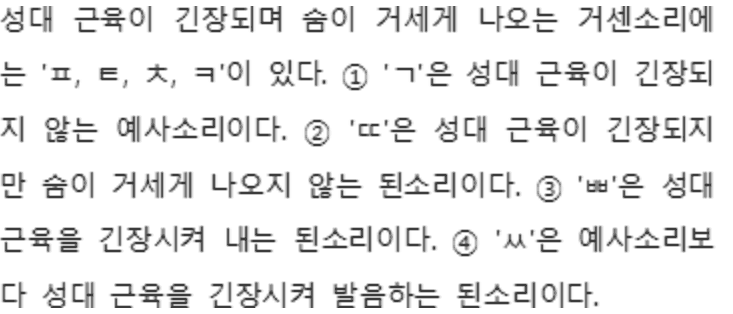 성대 근육이 긴장되며 숨이 거세게 나오는 거센소리에
는 'ㅍ, ㅌ, ㅊ, ㅋ'이 있다. ① 'ㄱ'은 성대 근육이 긴장되
지 않는 예사소리이다. ② 'ㄸ'은 성대 근육이 긴장되지
만 숨이 거세게 나오지 않는 된소리이다. ③ 'ㅃ'은 성대
근육을 긴장시켜 내는 된소리이다. ④ 'ㅆ'은 예사소리보
다 성대 근육을 긴장시켜 발음하는 된소리이다.